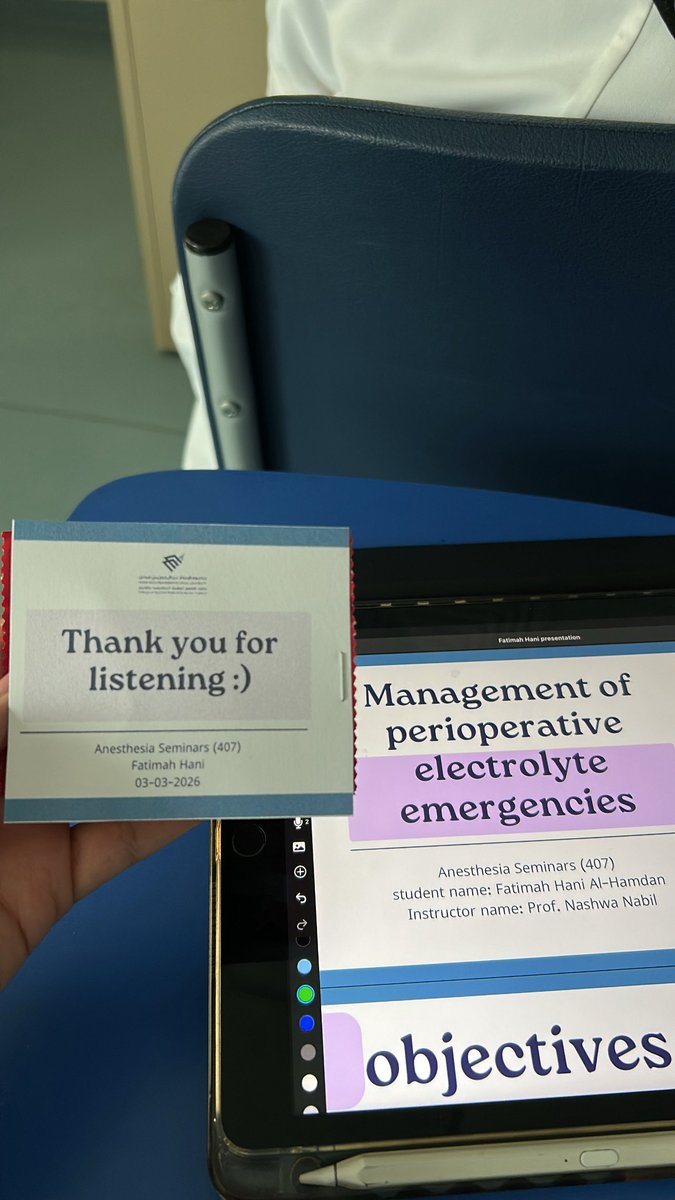 Thank you for
listening :)
Anesthesia Seminars (407)
Fatimah Hani
03-03-2026
Fatimah Hani presentation
Management of
perioperative
electrolyte
emergencies
Anesthesia Seminars (407)
student name: Fatimah Hani Al-Hamdan
Instructor name: Prof. Nashwa Nabil
2
objectives